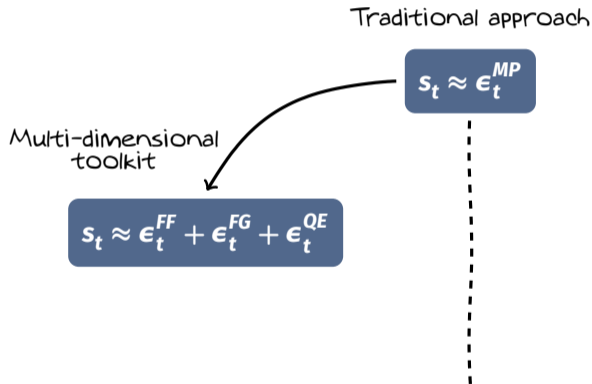 Traditional approach
s_t ≈ ϵ_t^MP
Multi-dimensional
toolkit
s_t ≈ ϵ_t^FF + ϵ_t^FG + ϵ_t^QE